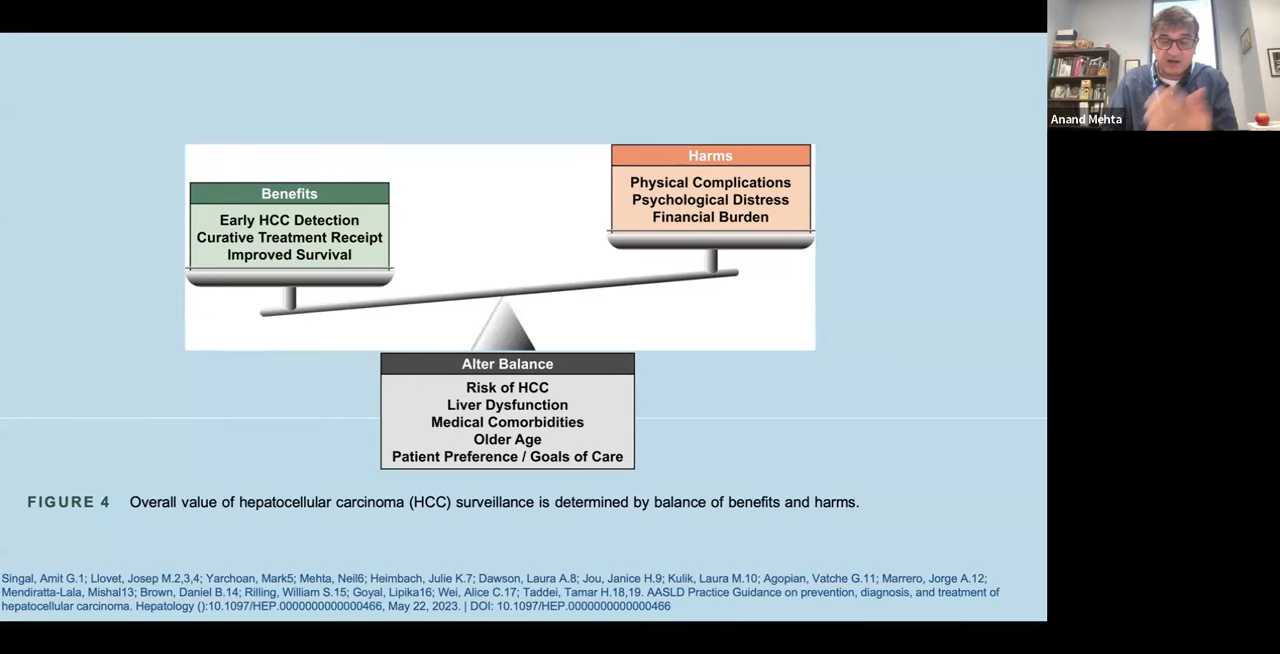 Benefits
Early HCC Detection
Curative Treatment Receipt
Improved Survival
Harms
Physical Complications
Psychological Distress
Financial Burden
Alter Balance
Risk of HCC
Liver Dysfunction
Medical Comorbidities
Older Age
Patient Preference / Goals of Care
FIGURE 4 Overall value of hepatocellular carcinoma (HCC) surveillance is determined by balance of benefits and harms.
Singal, Amit G.1; Llovet, Josep M.2,3,4; Yarchoan, Mark5; Mehta, Neil6; Heimbach, Julie K.7; Dawson, Laura A.8; Jou, Janice H.9; Kulik, Laura M.10; Agopian, Vatche G.11; Marrero, Jorge A.12;
Mendiratta-Lala, Mishal13; Brown, Daniel B.14; Rilling, William S.15; Goyal, Lipika16; Wei, Alice C.17; Taddei, Tamar H.18,19. AASLD Practice Guidance on prevention, diagnosis, and treatment of
hepatocellular carcinoma. Hepatology ():10.1097/HEP.0000000000000466, May 22, 2023. | DOI: 10.1097/HEP.0000000000000466
Anand Mehta